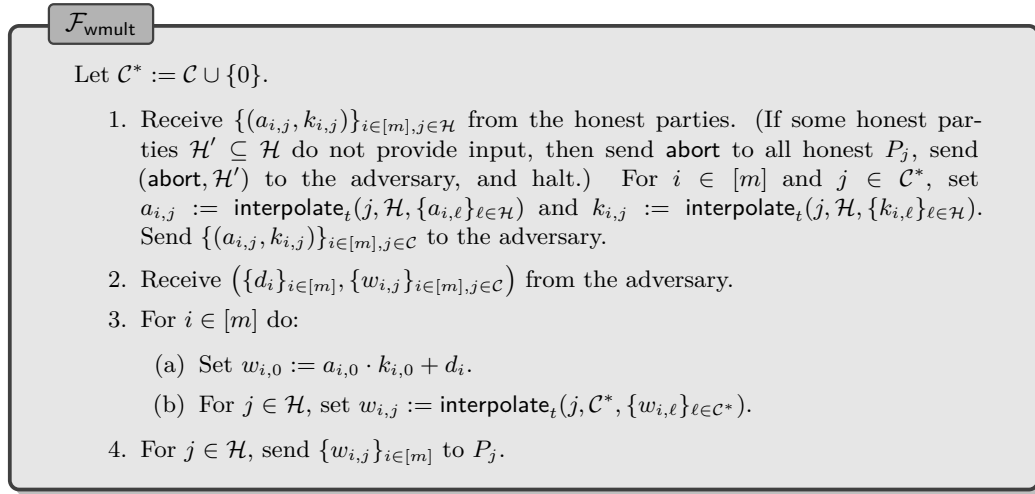 𝓕wmult
Let 𝒞* := 𝒞 ∪ {0}.
1. Receive {(a_{i,j}, k_{i,j})}_{i∈[m],j∈ℋ} from the honest parties. (If some honest par-
ties ℋ′ ⊆ ℋ do not provide input, then send abort to all honest P_j, send
(abort, ℋ′) to the adversary, and halt.) For i ∈ [m] and j ∈ 𝒞*, set
a_{i,j} := interpolate_t(j, ℋ, {a_{i,ℓ}}_{ℓ∈ℋ}) and k_{i,j} := interpolate_t(j, ℋ, {k_{i,ℓ}}_{ℓ∈ℋ}).
Send {(a_{i,j}, k_{i,j})}_{i∈[m],j∈𝒞} to the adversary.
2. Receive ({d_i}_{i∈[m]}, {w_{i,j}}_{i∈[m],j∈𝒞}) from the adversary.
3. For i ∈ [m] do:
(a) Set w_{i,0} := a_{i,0} · k_{i,0} + d_i.
(b) For j ∈ ℋ, set w_{i,j} := interpolate_t(j, 𝒞*, {w_{i,ℓ}}_{ℓ∈𝒞*}).
4. For j ∈ ℋ, send {w_{i,j}}_{i∈[m]} to P_j.